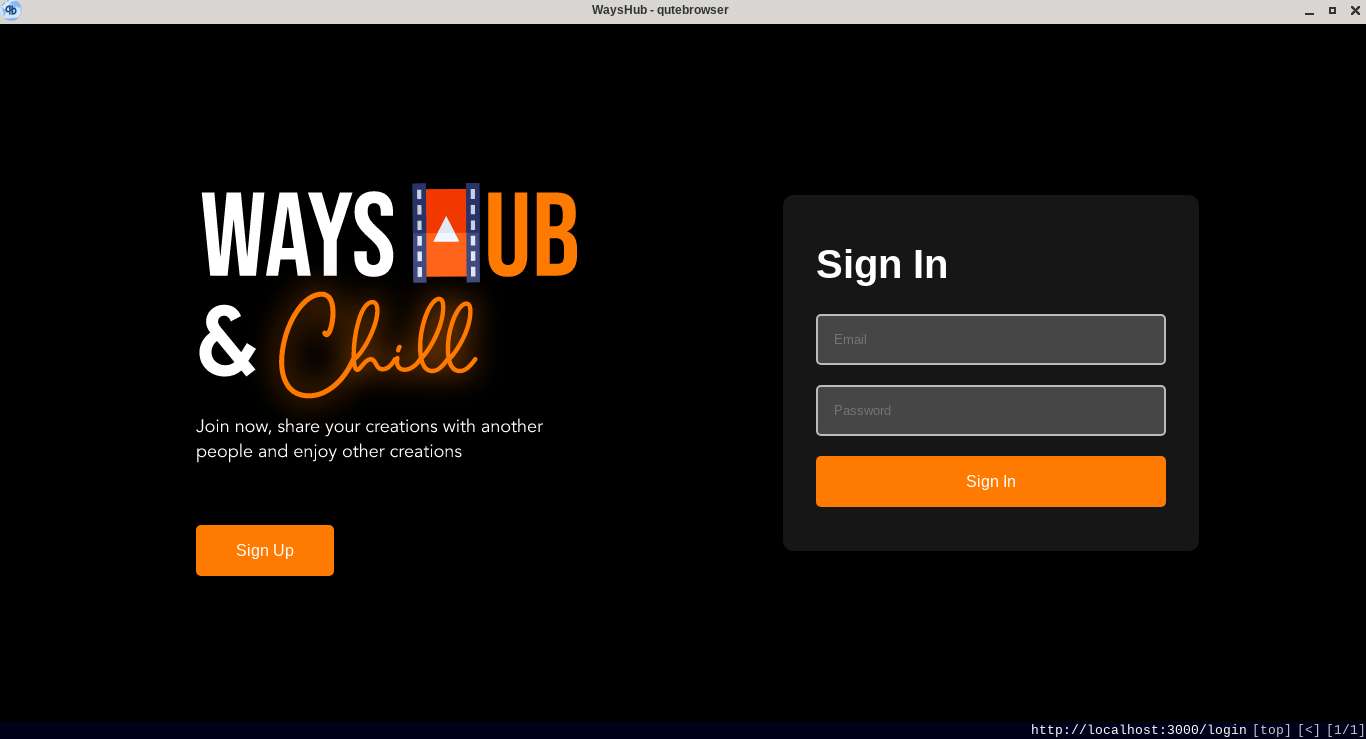 WaysHub - qutebrowser
WAYS HUB
& Chill
Join now, share your creations with another
people and enjoy other creations
Sign Up
Sign In
Email
Password
Sign In
http://localhost:3000/login [top] [<] [1/1]